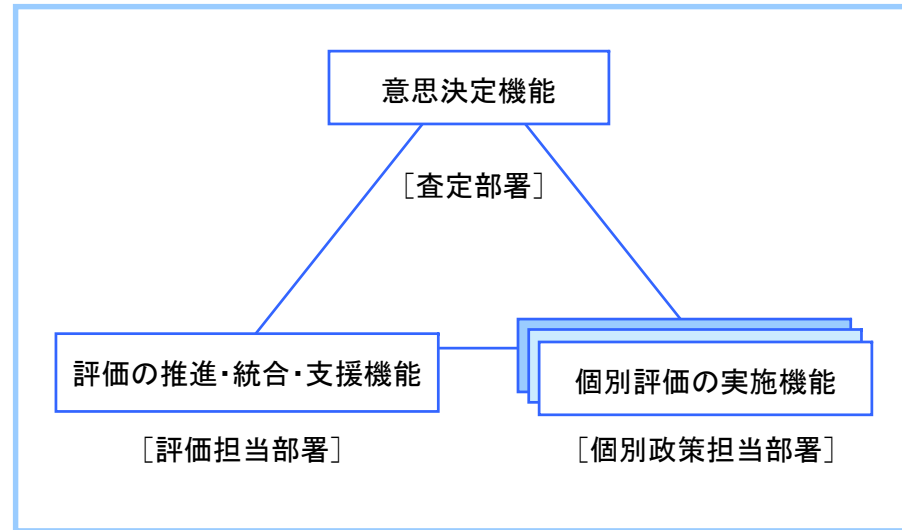 意思決定機能
［査定部署］
評価の推進・統合・支援機能
個別評価の実施機能
［評価担当部署］
［個別政策担当部署］